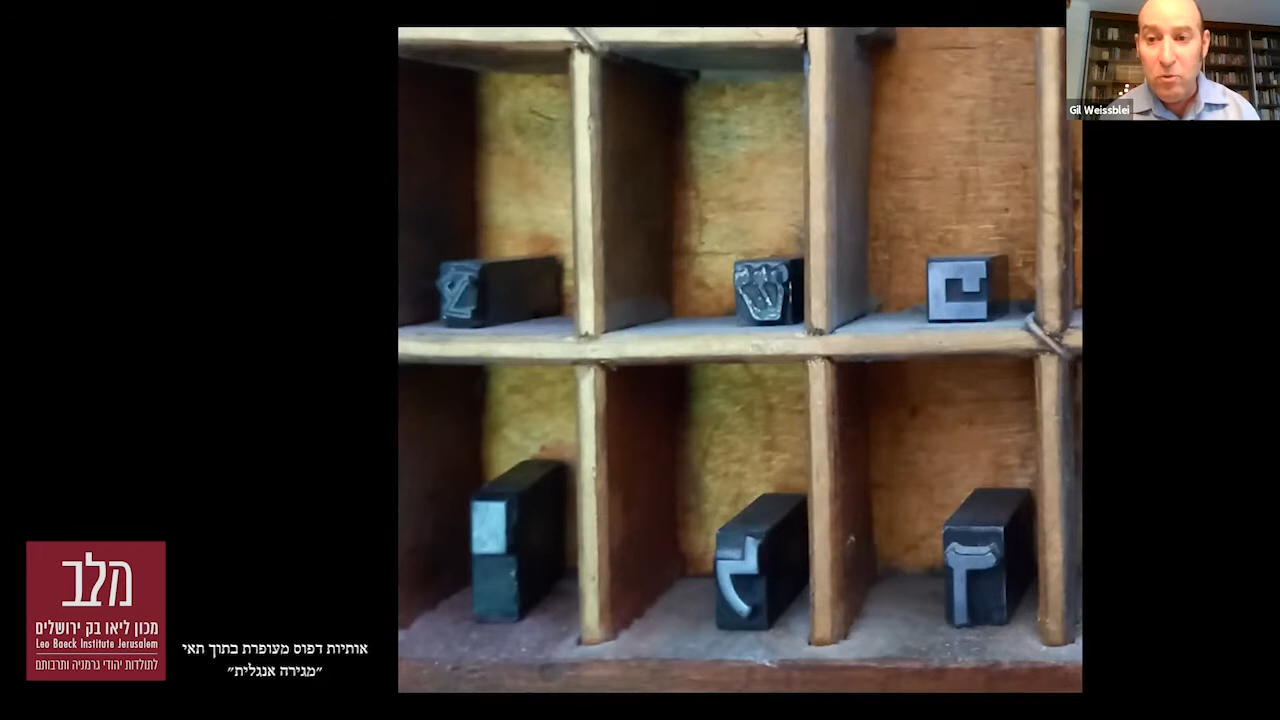 Gil Weissblei
מלב
מכון ליאו בק ירושלים
Leo Baeck Institute Jerusalem
לתולדות יהודי גרמניה ותרבותם
אותיות דפוס מעופרת בתוך תאי
״מגירה אנגלית״